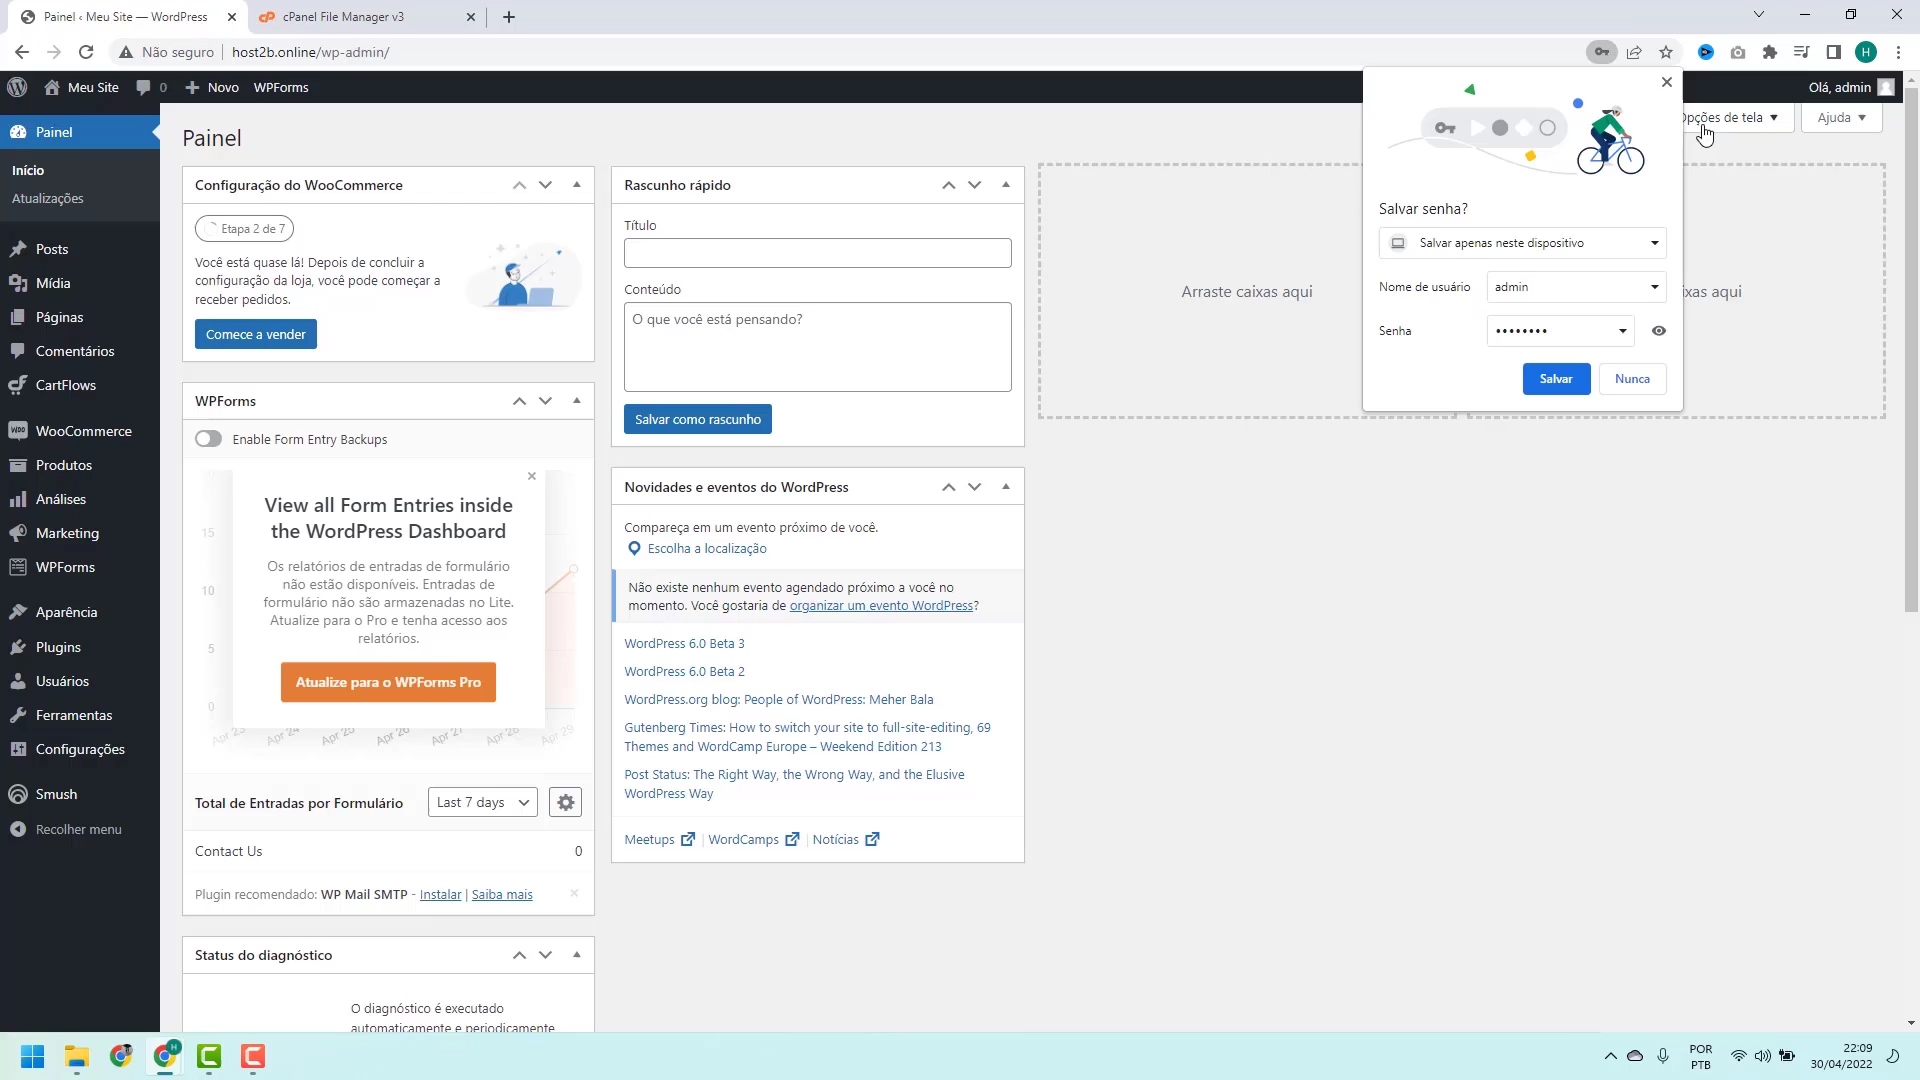 Painel ‹ Meu Site — WordPress
cPanel File Manager v3
Não seguro
host2b.online/wp-admin/
H
Meu Site
0
Novo
WPForms
Olá, admin
Painel
Início
Atualizações
Posts
Mídia
Páginas
Comentários
CartFlows
WooCommerce
Produtos
Análises
Marketing
WPForms
Aparência
Plugins
Usuários
Ferramentas
Configurações
Smush
Recolher menu
Painel
pções de tela
Ajuda
Configuração do WooCommerce
Etapa 2 de 7
Você está quase lá! Depois de concluir a
configuração da loja, você pode começar a
receber pedidos.
Comece a vender
WPForms
Enable Form Entry Backups
View all Form Entries inside
the WordPress Dashboard
Os relatórios de entradas de formulário
não estão disponíveis. Entradas de
formulário não são armazenadas no Lite.
Atualize para o Pro e tenha acesso aos
relatórios.
Atualize para o WPForms Pro
15
10
5
0
Apr 24
Apr 25
Apr 26
Apr 29
Total de Entradas por Formulário
Last 7 days
Contact Us
0
Plugin recomendado: WP Mail SMTP - Instalar | Saiba mais
Status do diagnóstico
O diagnóstico é executado
automaticamente e periodicamente
Rascunho rápido
Título
Conteúdo
O que você está pensando?
Salvar como rascunho
Novidades e eventos do WordPress
Compareça em um evento próximo de você.
Escolha a localização
Não existe nenhum evento agendado próximo a você no
momento. Você gostaria de organizar um evento WordPress?
WordPress 6.0 Beta 3
WordPress 6.0 Beta 2
WordPress.org blog: People of WordPress: Meher Bala
Gutenberg Times: How to switch your site to full-site-editing, 69
Themes and WordCamp Europe – Weekend Edition 213
Post Status: The Right Way, the Wrong Way, and the Elusive
WordPress Way
Meetups | WordCamps | Notícias
Arraste caixas aqui
ixas aqui
Salvar senha?
Salvar apenas neste dispositivo
Nome de usuário
admin
Senha
••••••••
Salvar
Nunca
POR
PTB
22:09
30/04/2022